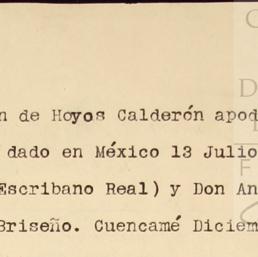 n de Hoyos Calderón apod
dado en México 13 Julio
Escribano Real) y Don An
Briseño. Cuencamé Diciem